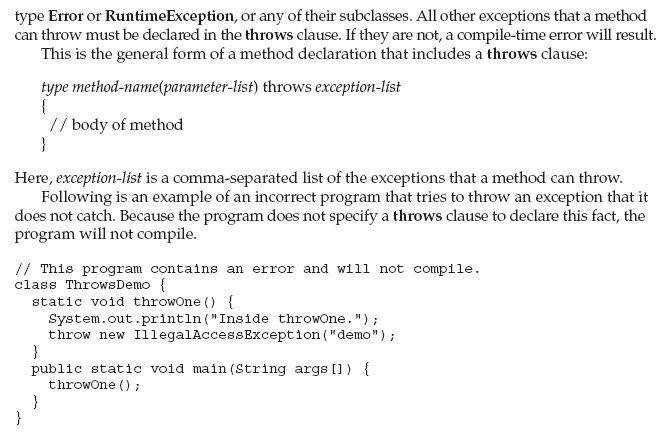 type Error or RuntimeException, or any of their subclasses. All other exceptions that a method
can throw must be declared in the throws clause. If they are not, a compile-time error will result.
This is the general form of a method declaration that includes a throws clause:
type method-name(parameter-list) throws exception-list
{
// body of method
}
Here, exception-list is a comma-separated list of the exceptions that a method can throw.
Following is an example of an incorrect program that tries to throw an exception that it
does not catch. Because the program does not specify a throws clause to declare this fact, the
program will not compile.
// This program contains an error and will not compile.
class ThrowsDemo {
static void throwOne() {
System.out.println("Inside throwOne.");
throw new IllegalAccessException("demo");
}
public static void main(String args[]) {
throwOne();
}
}